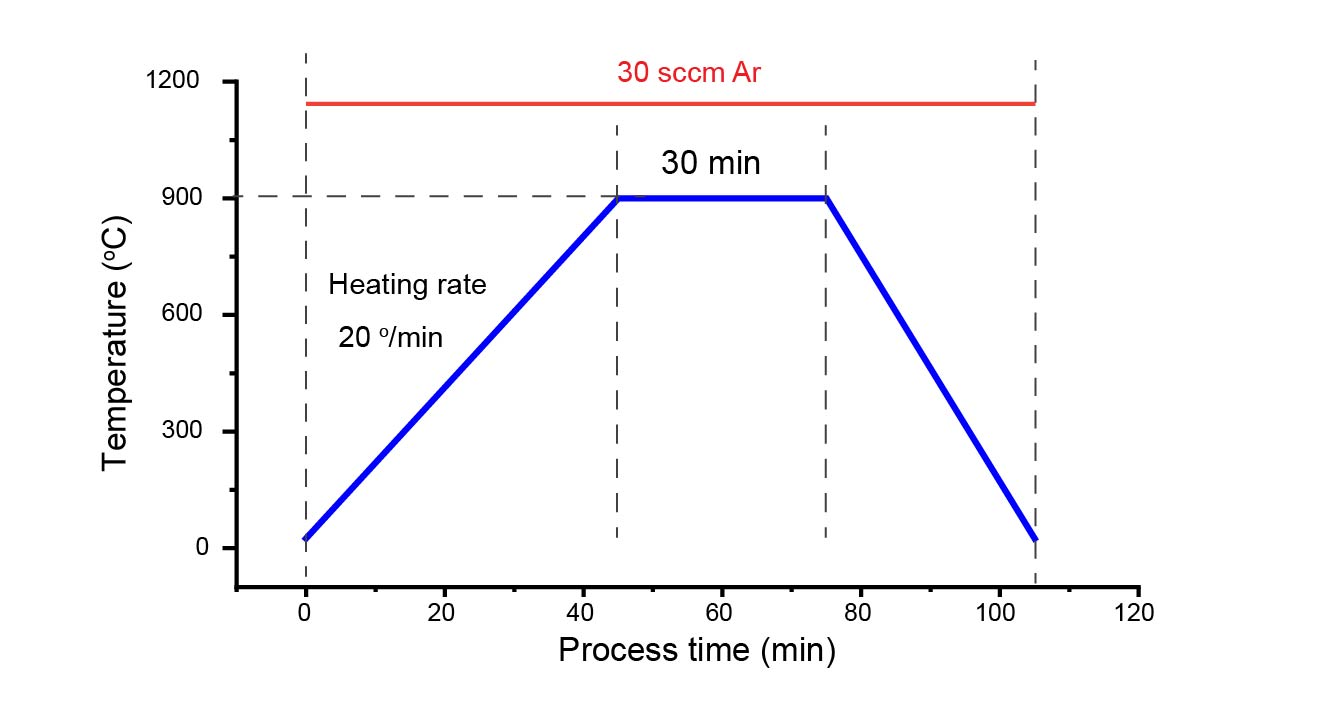 30 sccm Ar
1200
30 min
900
Heating rate
600
20 º/min
300
0
Temperature (ºC)
0 20 40 60 80 100 120
Process time (min)